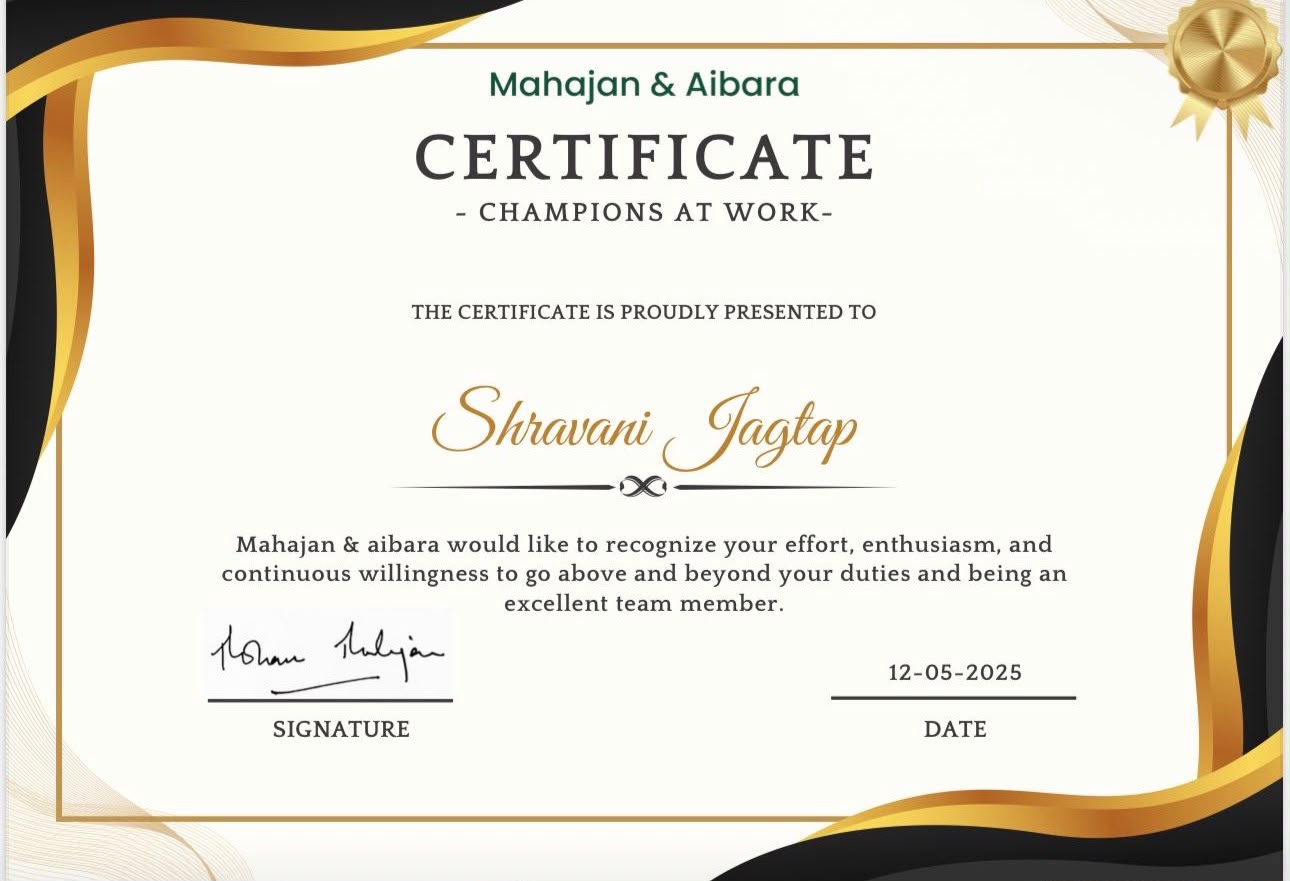 Mahajan & Aibara
CERTIFICATE
- CHAMPIONS AT WORK-
THE CERTIFICATE IS PROUDLY PRESENTED TO
Shravani Jagtap
Mahajan & aibara would like to recognize your effort, enthusiasm, and
continuous willingness to go above and beyond your duties and being an
excellent team member.
12-05-2025
SIGNATURE
DATE